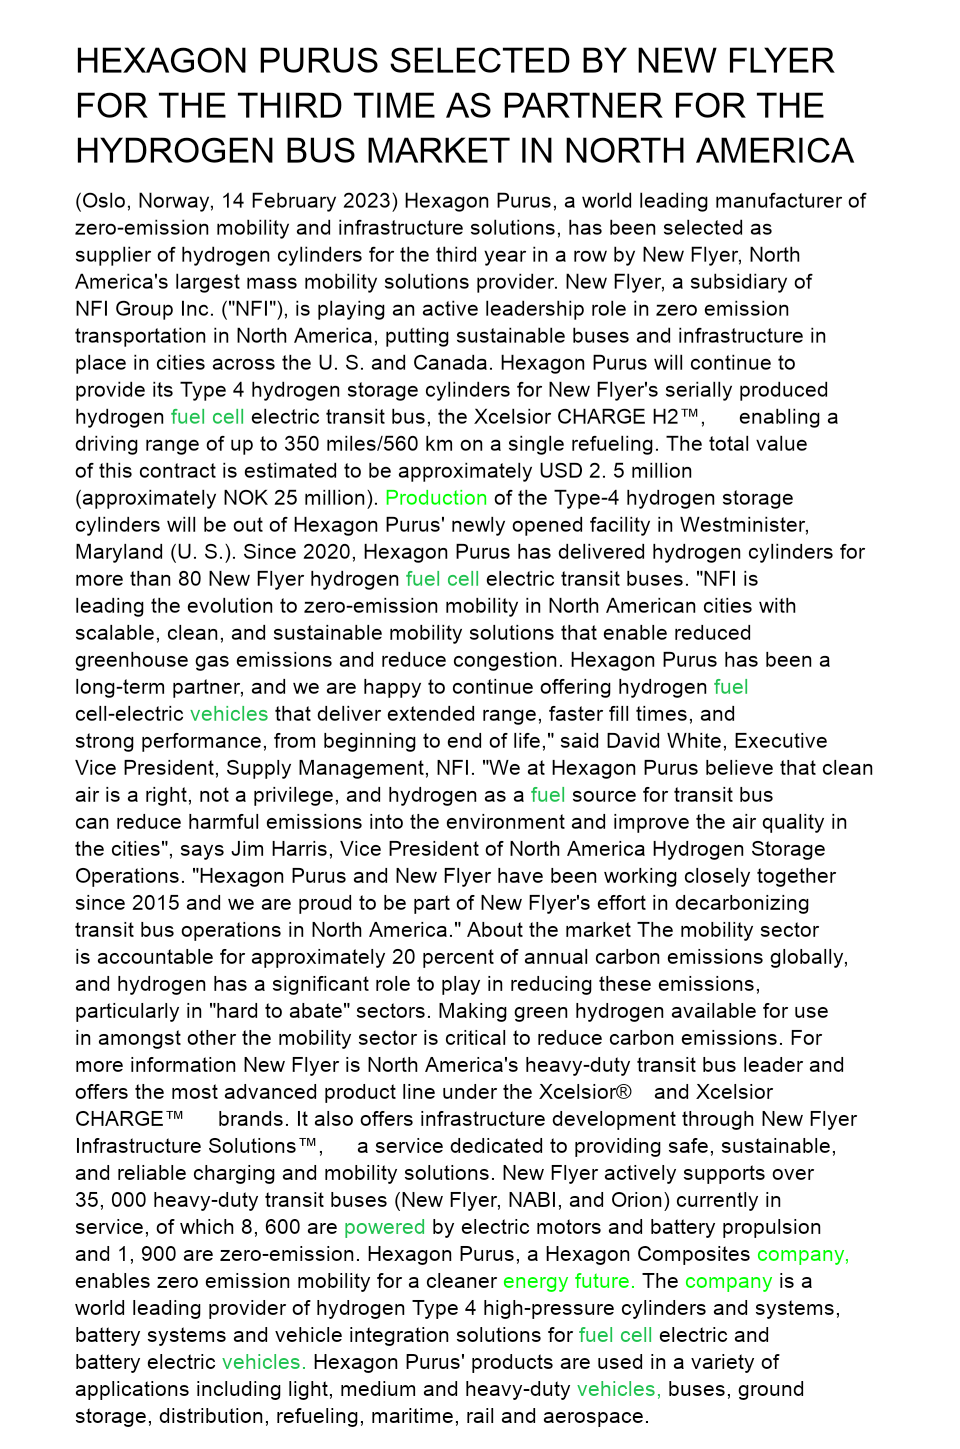 HEXAGON PURUS SELECTED BY NEW FLYER
FOR THE THIRD TIME AS PARTNER FOR THE
HYDROGEN BUS MARKET IN NORTH AMERICA
(Oslo, Norway, 14 February 2023) Hexagon Purus, a world leading manufacturer of
zero-emission mobility and infrastructure solutions, has been selected as
supplier of hydrogen cylinders for the third year in a row by New Flyer, North
America's largest mass mobility solutions provider. New Flyer, a subsidiary of
NFI Group Inc. ("NFI"), is playing an active leadership role in zero emission
transportation in North America, putting sustainable buses and infrastructure in
place in cities across the U. S. and Canada. Hexagon Purus will continue to
provide its Type 4 hydrogen storage cylinders for New Flyer's serially produced
hydrogen fuel cell electric transit bus, the Xcelsior CHARGE H2™, enabling a
driving range of up to 350 miles/560 km on a single refueling. The total value
of this contract is estimated to be approximately USD 2. 5 million
(approximately NOK 25 million). Production of the Type-4 hydrogen storage
cylinders will be out of Hexagon Purus' newly opened facility in Westminister,
Maryland (U. S.). Since 2020, Hexagon Purus has delivered hydrogen cylinders for
more than 80 New Flyer hydrogen fuel cell electric transit buses. "NFI is
leading the evolution to zero-emission mobility in North American cities with
scalable, clean, and sustainable mobility solutions that enable reduced
greenhouse gas emissions and reduce congestion. Hexagon Purus has been a
long-term partner, and we are happy to continue offering hydrogen fuel
cell-electric vehicles that deliver extended range, faster fill times, and
strong performance, from beginning to end of life," said David White, Executive
Vice President, Supply Management, NFI. "We at Hexagon Purus believe that clean
air is a right, not a privilege, and hydrogen as a fuel source for transit bus
can reduce harmful emissions into the environment and improve the air quality in
the cities", says Jim Harris, Vice President of North America Hydrogen Storage
Operations. "Hexagon Purus and New Flyer have been working closely together
since 2015 and we are proud to be part of New Flyer's effort in decarbonizing
transit bus operations in North America." About the market The mobility sector
is accountable for approximately 20 percent of annual carbon emissions globally,
and hydrogen has a significant role to play in reducing these emissions,
particularly in "hard to abate" sectors. Making green hydrogen available for use
in amongst other the mobility sector is critical to reduce carbon emissions. For
more information New Flyer is North America's heavy-duty transit bus leader and
offers the most advanced product line under the Xcelsior® and Xcelsior
CHARGE™ brands. It also offers infrastructure development through New Flyer
Infrastructure Solutions™, a service dedicated to providing safe, sustainable,
and reliable charging and mobility solutions. New Flyer actively supports over
35, 000 heavy-duty transit buses (New Flyer, NABI, and Orion) currently in
service, of which 8, 600 are powered by electric motors and battery propulsion
and 1, 900 are zero-emission. Hexagon Purus, a Hexagon Composites company,
enables zero emission mobility for a cleaner energy future. The company is a
world leading provider of hydrogen Type 4 high-pressure cylinders and systems,
battery systems and vehicle integration solutions for fuel cell electric and
battery electric vehicles. Hexagon Purus' products are used in a variety of
applications including light, medium and heavy-duty vehicles, buses, ground
storage, distribution, refueling, maritime, rail and aerospace.